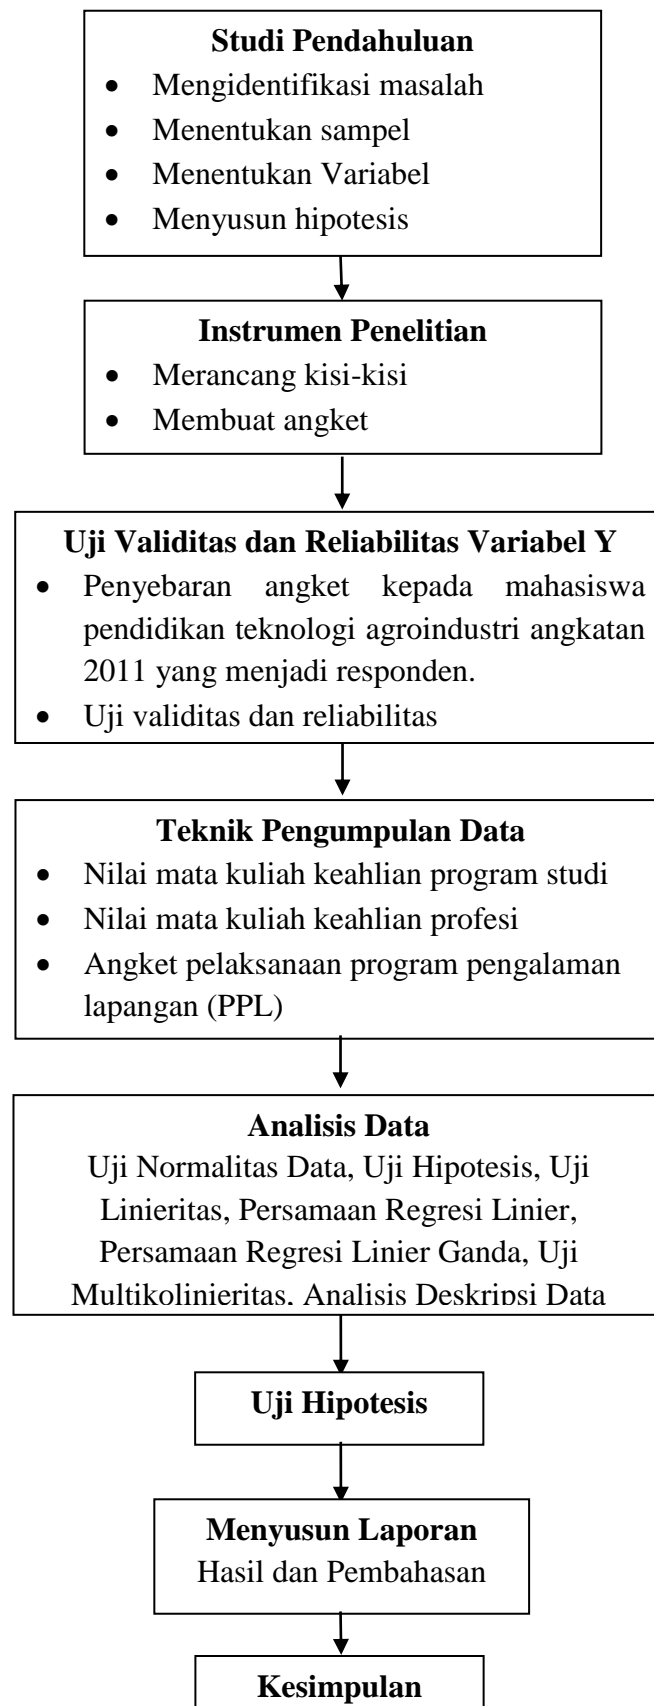 Studi Pendahuluan
• Mengidentifikasi masalah
• Menentukan sampel
• Menentukan Variabel
• Menyusun hipotesis
Instrumen Penelitian
• Merancang kisi-kisi
• Membuat angket
Uji Validitas dan Reliabilitas Variabel Y
• Penyebaran angket kepada mahasiswa
pendidikan teknologi agroindustri angkatan
2011 yang menjadi responden.
• Uji validitas dan reliabilitas
Teknik Pengumpulan Data
• Nilai mata kuliah keahlian program studi
• Nilai mata kuliah keahlian profesi
• Angket pelaksanaan program pengalaman
lapangan (PPL)
Analisis Data
Uji Normalitas Data, Uji Hipotesis, Uji
Linieritas, Persamaan Regresi Linier,
Persamaan Regresi Linier Ganda, Uji
Multikolinieritas, Analisis Deskripsi Data
Uji Hipotesis
Menyusun Laporan
Hasil dan Pembahasan
Kesimpulan